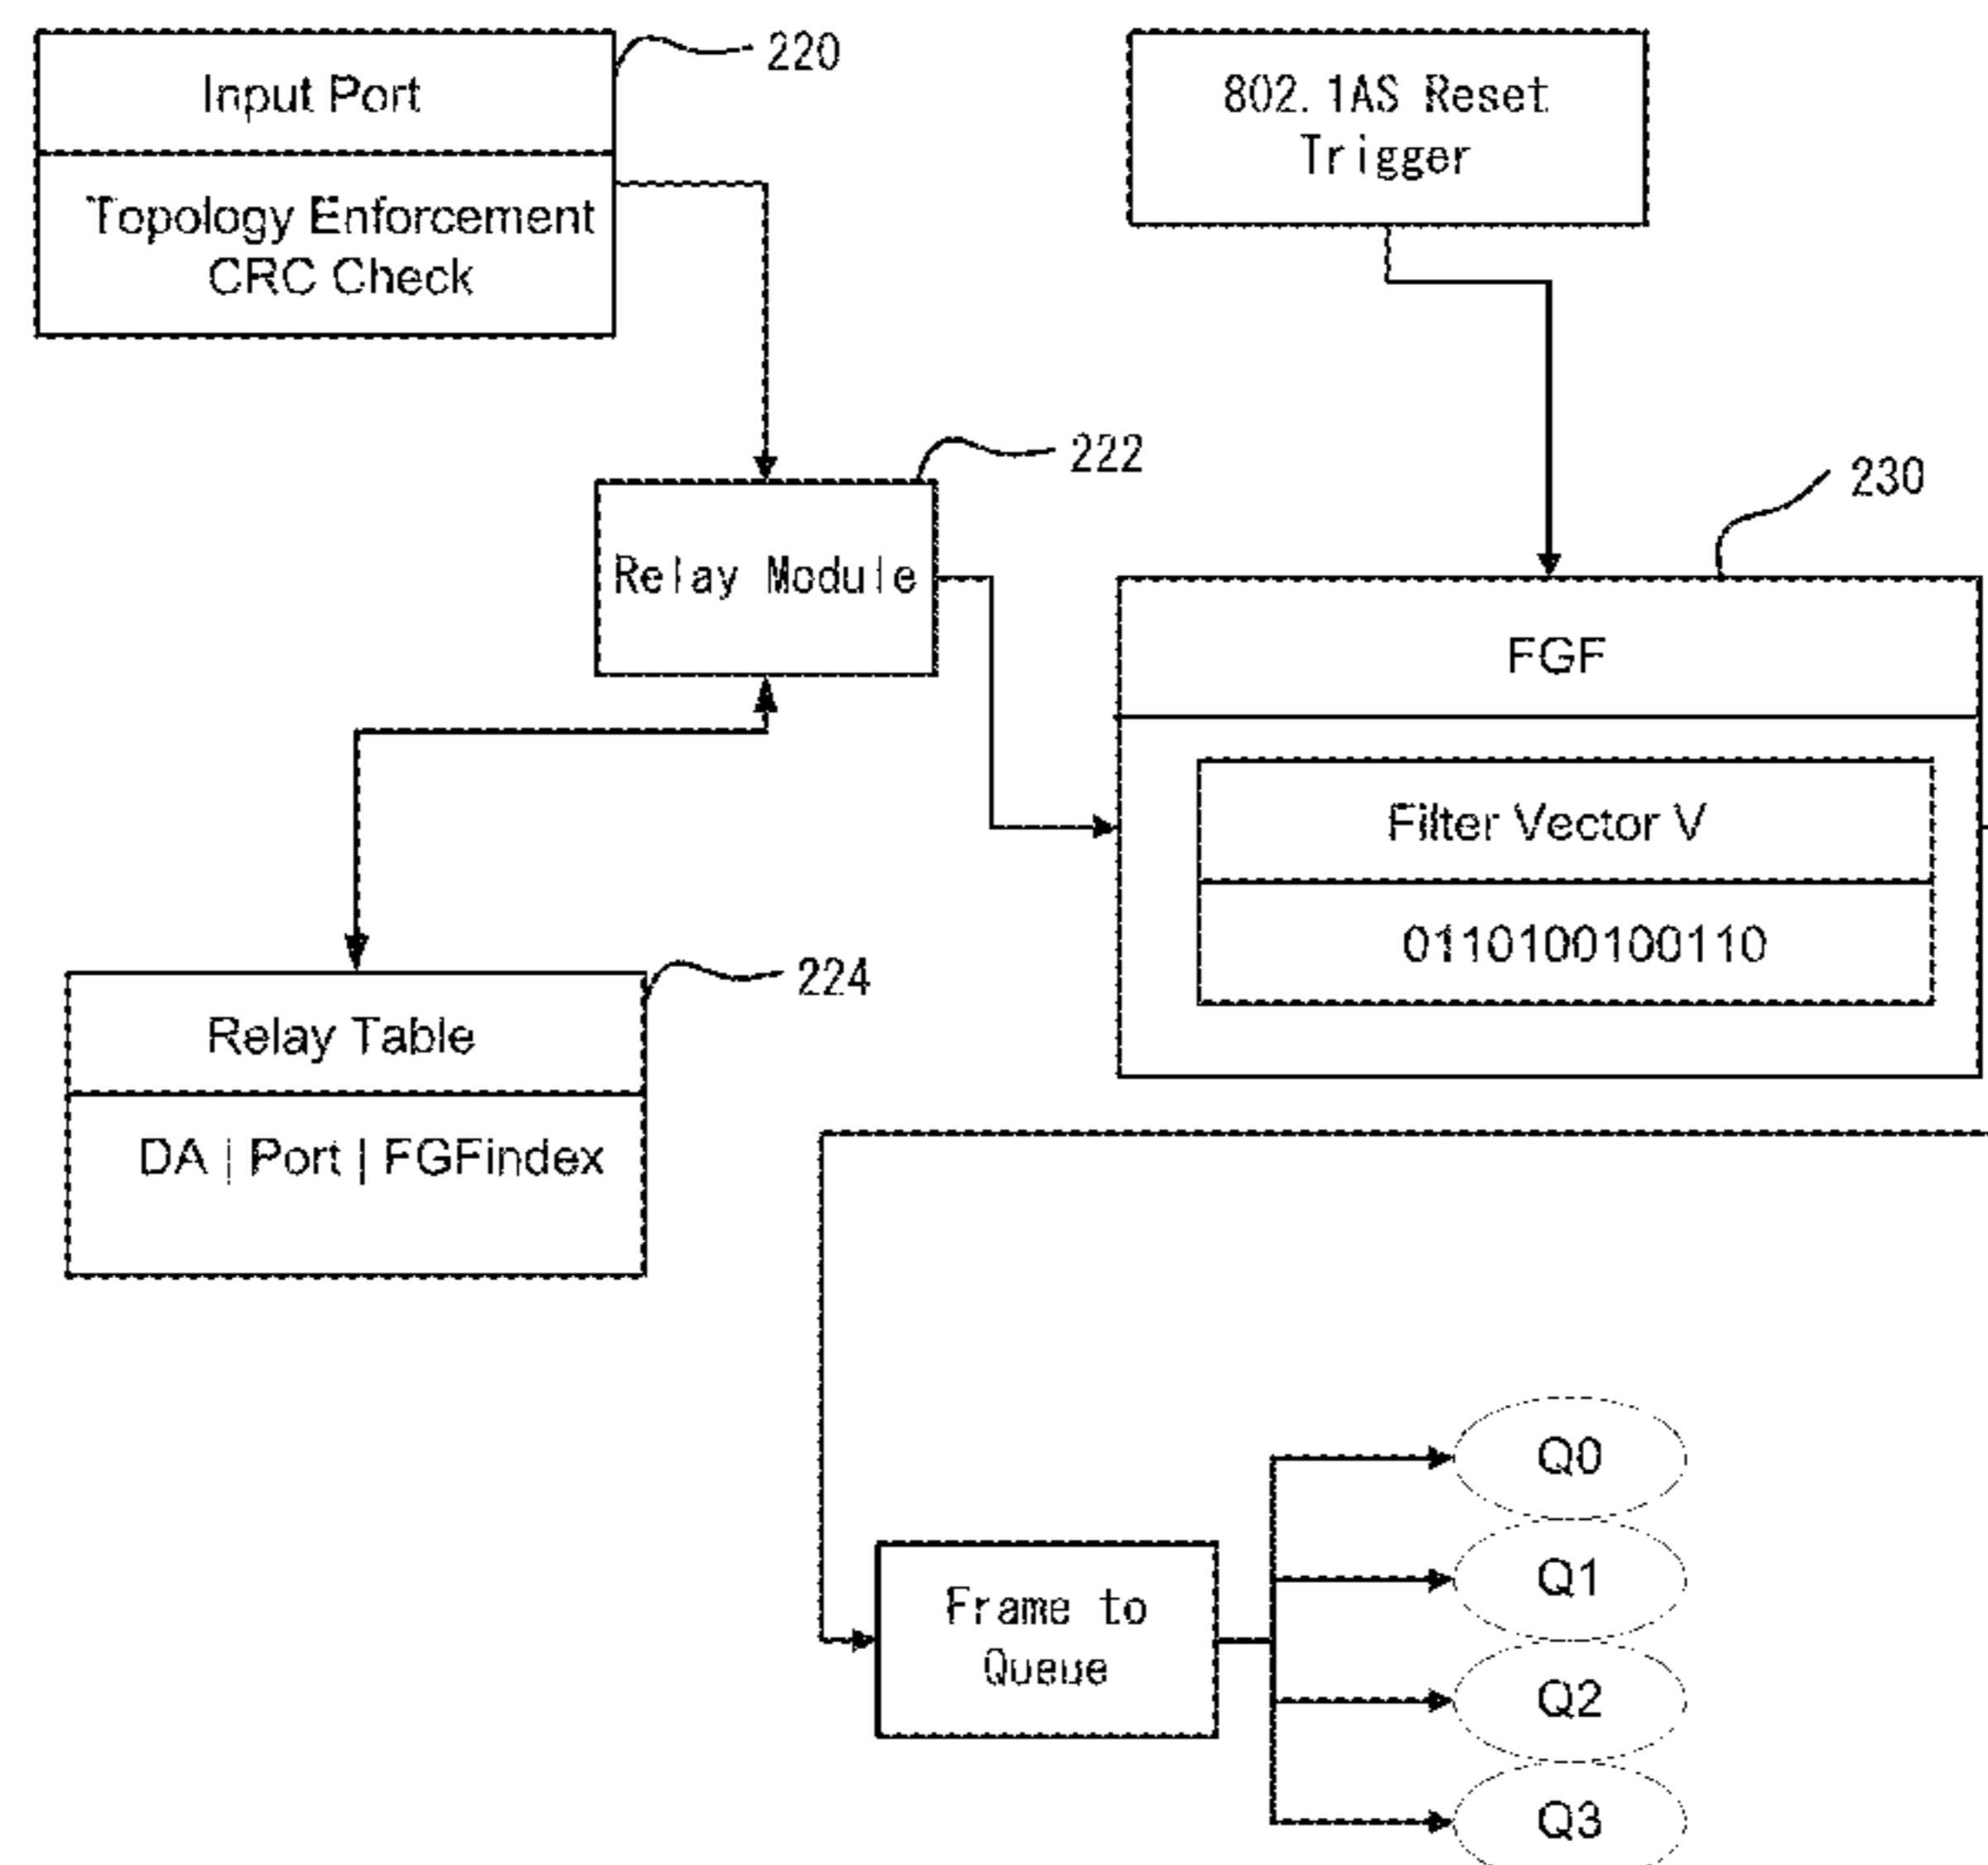 Input Port
220
Topology Enforcement
CRC Check
802.1AS Reset
Trigger
222
Relay Module
230
FGF
Filter Vector V
0110100100110
224
Relay Table
DA | Port | FGFindex
Frame to
Queue
Q0
Q1
Q2
Q3